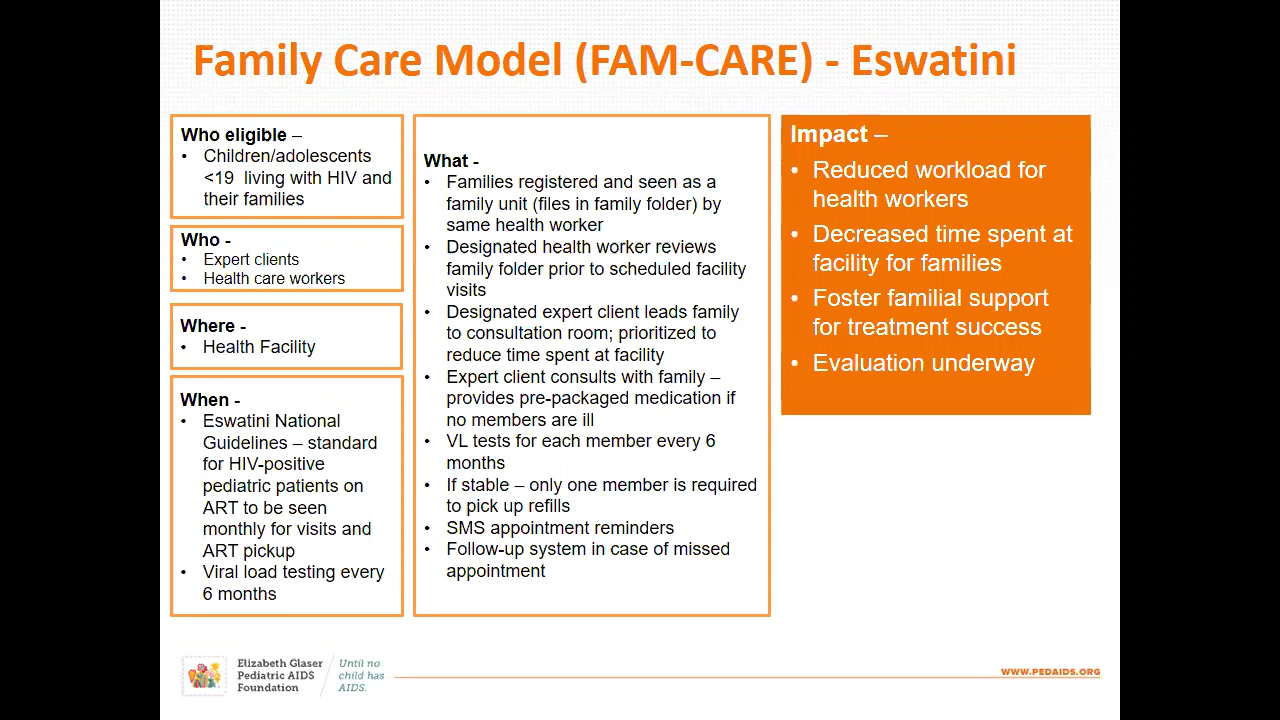 Family Care Model (FAM-CARE) - Eswatini
Who eligible –
• Children/adolescents
<19 living with HIV and
their families
Who -
• Expert clients
• Health care workers
Where -
• Health Facility
When -
• Eswatini National
Guidelines – standard
for HIV-positive
pediatric patients on
ART to be seen
monthly for visits and
ART pickup
• Viral load testing every
6 months
What -
• Families registered and seen as a
family unit (files in family folder) by
same health worker
• Designated health worker reviews
family folder prior to scheduled facility
visits
• Designated expert client leads family
to consultation room; prioritized to
reduce time spent at facility
• Expert client consults with family –
provides pre-packaged medication if
no members are ill
• VL tests for each member every 6
months
• If stable – only one member is required
to pick up refills
• SMS appointment reminders
• Follow-up system in case of missed
appointment
Impact –
• Reduced workload for
health workers
• Decreased time spent at
facility for families
• Foster familial support
for treatment success
• Evaluation underway
Elizabeth Glaser
Pediatric AIDS
Foundation
Until no
child has
AIDS.
WWW.PEDAIDS.ORG